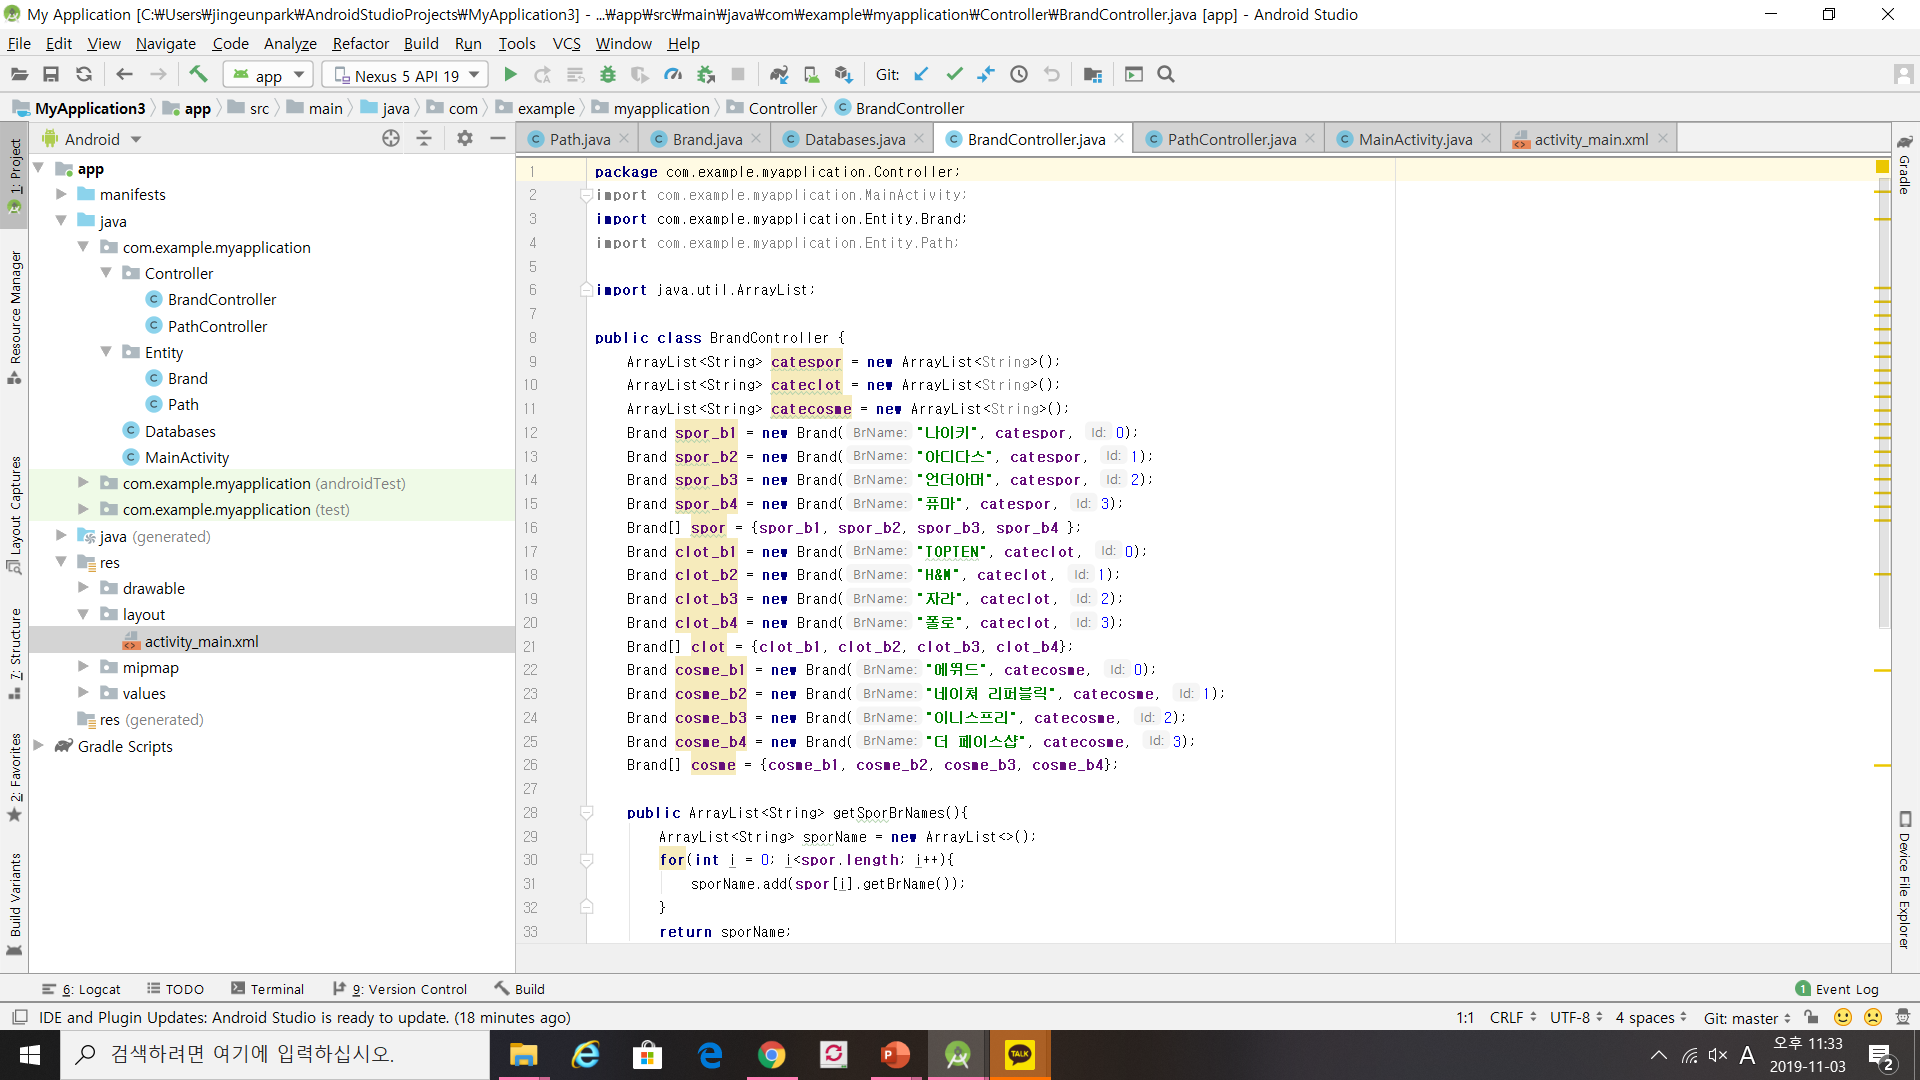 My Application [C:₩Users₩jingeunpark₩AndroidStudioProjects₩MyApplication3] - ...₩app₩src₩main₩java₩com₩example₩myapplication₩Controller₩BrandController.java [app] - Android Studio
File Edit View Navigate Code Analyze Refactor Build Run Tools VCS Window Help
app Nexus 5 API 19 Git:
MyApplication3 app src main java com example myapplication Controller BrandController
Android
Path.java Brand.java Databases.java BrandController.java PathController.java MainActivity.java activity_main.xml
1: Project
Resource Manager
Layout Captures
7: Structure
2: Favorites
Build Variants
app
manifests
java
com.example.myapplication
Controller
BrandController
PathController
Entity
Brand
Path
Databases
MainActivity
com.example.myapplication (androidTest)
com.example.myapplication (test)
java (generated)
res
drawable
layout
activity_main.xml
mipmap
values
res (generated)
Gradle Scripts
1 package com.example.myapplication.Controller;
2 import com.example.myapplication.MainActivity;
3 import com.example.myapplication.Entity.Brand;
4 import com.example.myapplication.Entity.Path;
5
6 import java.util.ArrayList;
7
8 public class BrandController {
9 ArrayList<String> catespor = new ArrayList<String>();
10 ArrayList<String> cateclot = new ArrayList<String>();
11 ArrayList<String> catecosme = new ArrayList<String>();
12 Brand spor_b1 = new Brand( BrName: "나이키", catespor, Id: 0);
13 Brand spor_b2 = new Brand( BrName: "아디다스", catespor, Id: 1);
14 Brand spor_b3 = new Brand( BrName: "언더아머", catespor, Id: 2);
15 Brand spor_b4 = new Brand( BrName: "퓨마", catespor, Id: 3);
16 Brand[] spor = {spor_b1, spor_b2, spor_b3, spor_b4 };
17 Brand clot_b1 = new Brand( BrName: "TOPTEN", cateclot, Id: 0);
18 Brand clot_b2 = new Brand( BrName: "H&M", cateclot, Id: 1);
19 Brand clot_b3 = new Brand( BrName: "자라", cateclot, Id: 2);
20 Brand clot_b4 = new Brand( BrName: "폴로", cateclot, Id: 3);
21 Brand[] clot = {clot_b1, clot_b2, clot_b3, clot_b4};
22 Brand cosme_b1 = new Brand( BrName: "에뛰드", catecosme, Id: 0);
23 Brand cosme_b2 = new Brand( BrName: "네이쳐 리퍼블릭", catecosme, Id: 1);
24 Brand cosme_b3 = new Brand( BrName: "이니스프리", catecosme, Id: 2);
25 Brand cosme_b4 = new Brand( BrName: "더 페이스샵", catecosme, Id: 3);
26 Brand[] cosme = {cosme_b1, cosme_b2, cosme_b3, cosme_b4};
27
28 public ArrayList<String> getSporBrNames(){
29 ArrayList<String> sporName = new ArrayList<>();
30 for(int i = 0; i<spor.length; i++){
31 sporName.add(spor[i].getBrName());
32 }
33 return sporName;
Gradle
Device File Explorer
6: Logcat TODO Terminal 9: Version Control Build 1 Event Log
IDE and Plugin Updates: Android Studio is ready to update. (18 minutes ago) 1:1 CRLF UTF-8 4 spaces Git: master
검색하려면 여기에 입력하십시오.
TALK
A
오후 11:33
2019-11-03
2